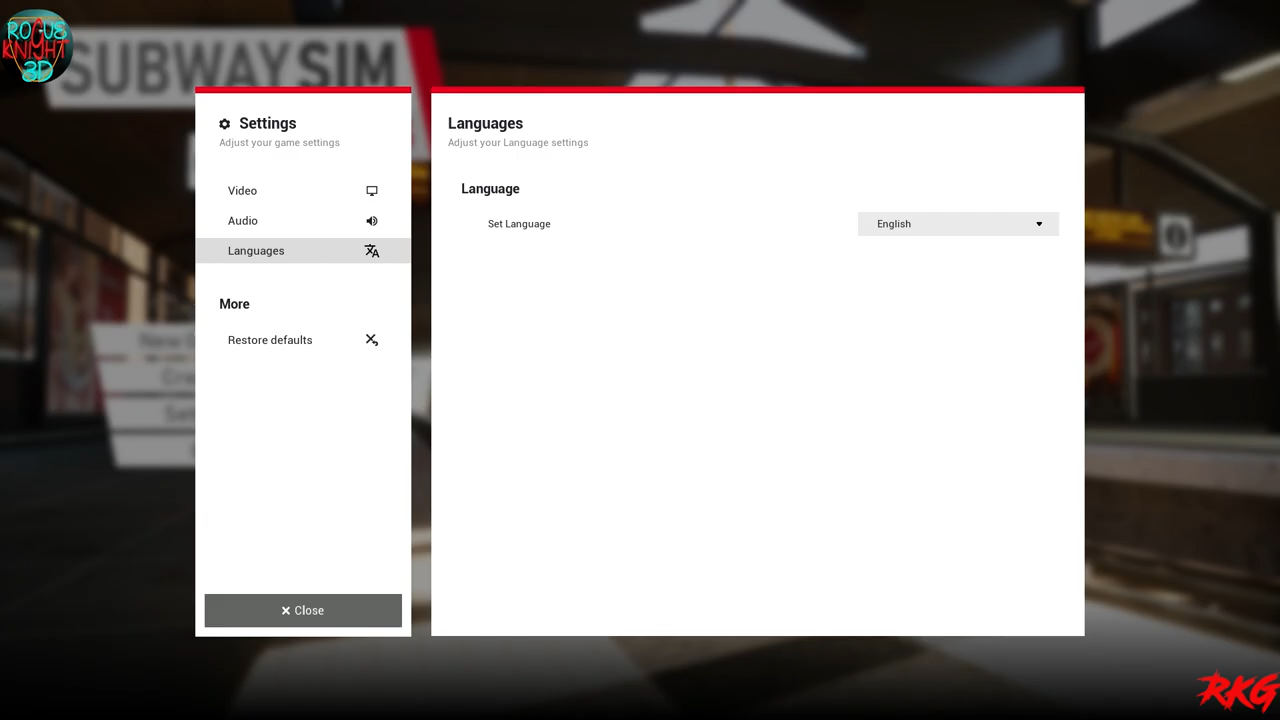 ROGUE
KNIGHT
3D
SUBWAYSIM
Settings
Adjust your game settings
Video
Audio
Languages
More
Restore defaults
Close
Languages
Adjust your Language settings
Language
Set Language
English
RKG